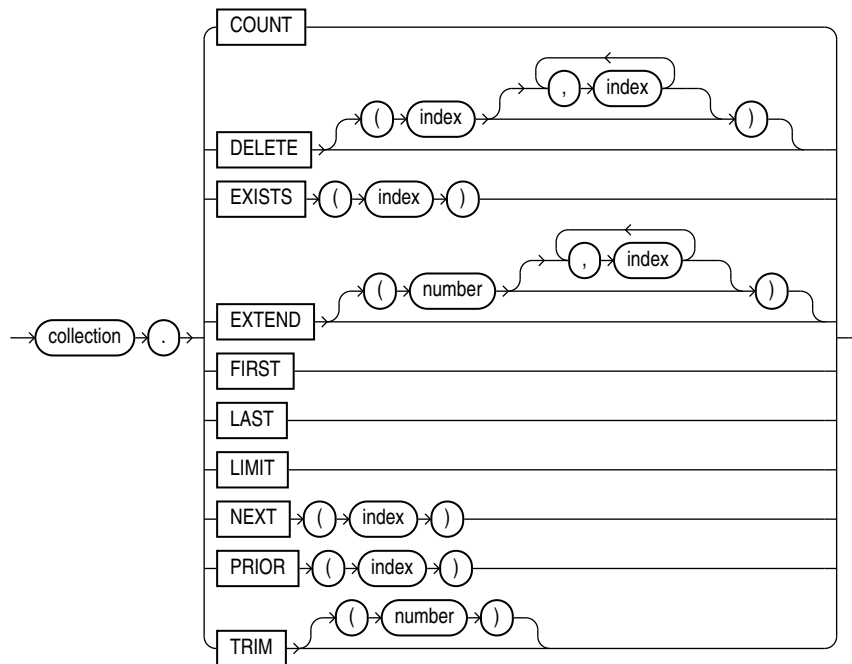 COUNT
, index
( index )
DELETE
EXISTS ( index )
, index
( number )
EXTEND
collection .
FIRST
LAST
LIMIT
NEXT ( index )
PRIOR ( index )
( number )
TRIM